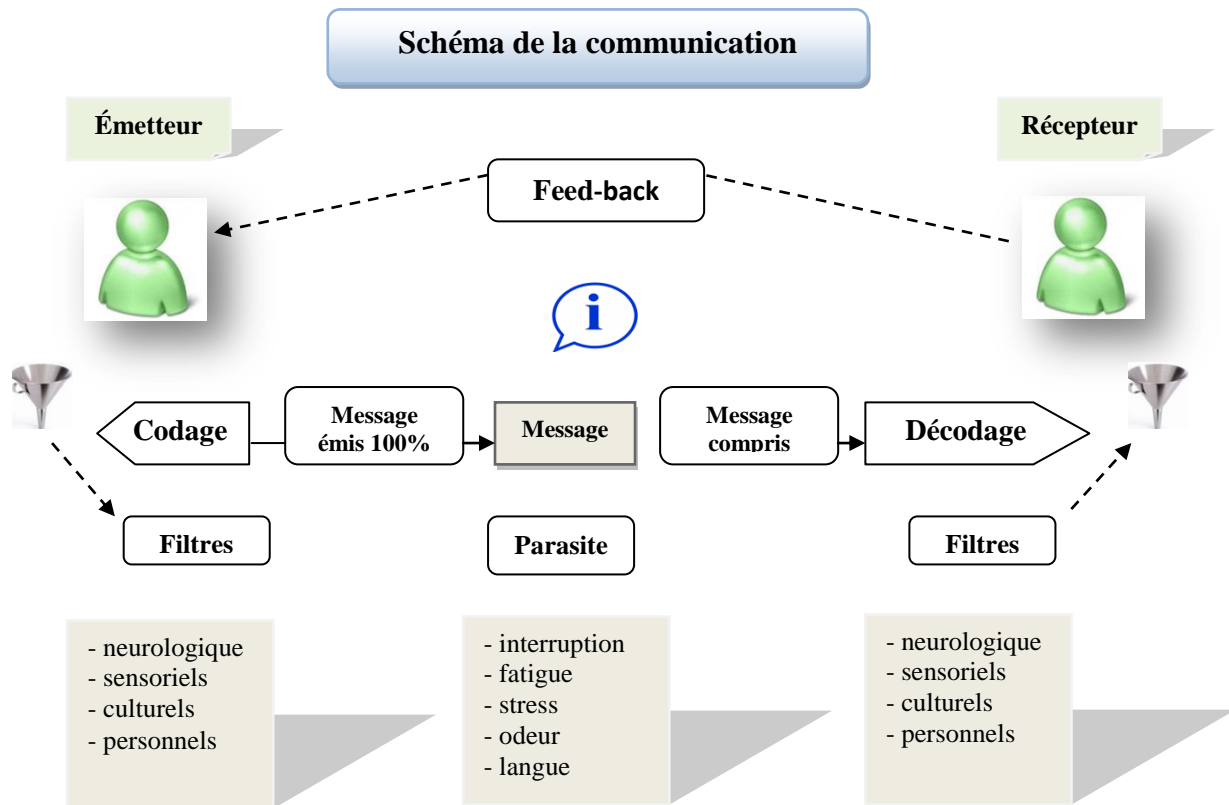 Schéma de la communication
Émetteur
Récepteur
Feed-back
i
Codage
Message
émis 100%
Message
Message
compris
Décodage
Filtres
Parasite
Filtres
- neurologique
- sensoriels
- culturels
- personnels
- interruption
- fatigue
- stress
- odeur
- langue
- neurologique
- sensoriels
- culturels
- personnels